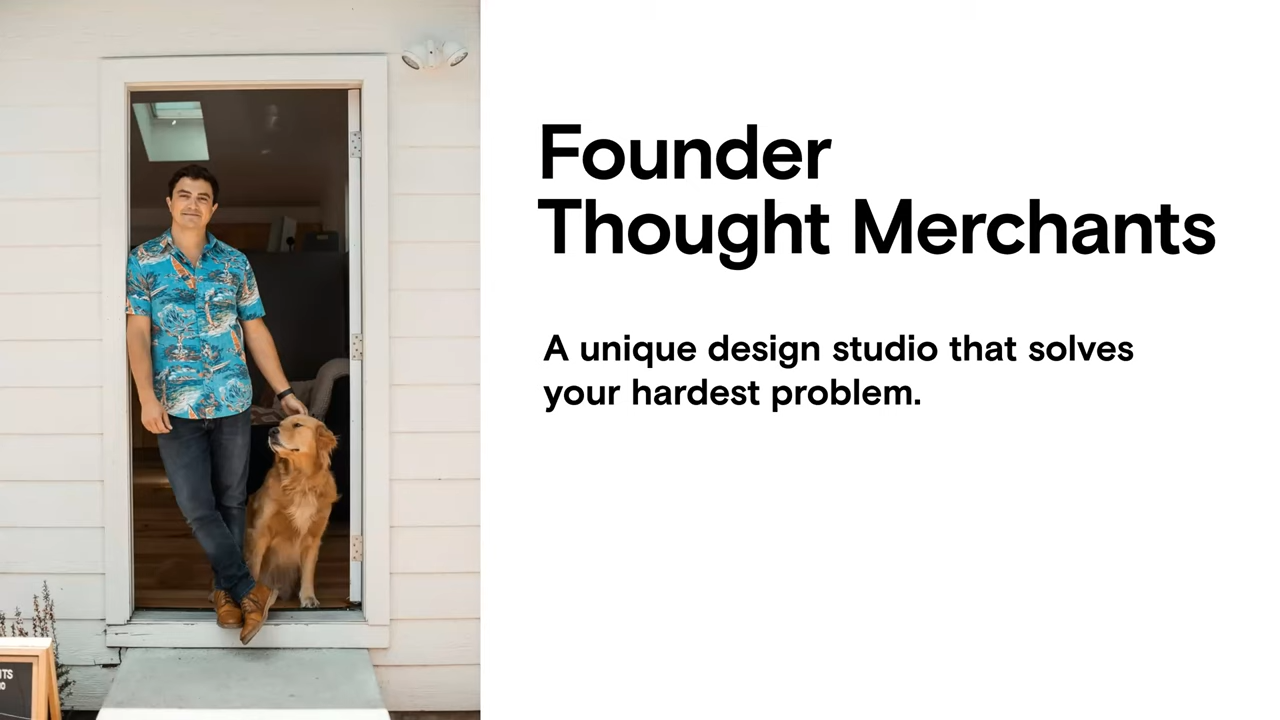 Founder
Thought Merchants
A unique design studio that solves
your hardest problem.